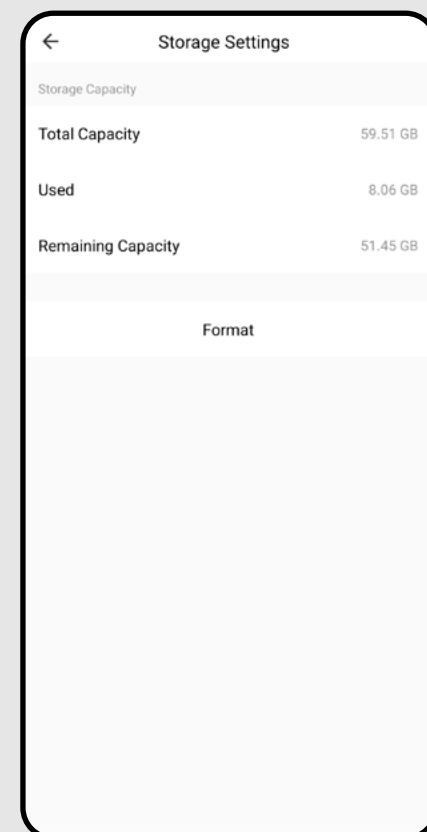 Storage Settings
Storage Capacity
Total Capacity 59.51 GB
Used 8.06 GB
Remaining Capacity 51.45 GB
Format